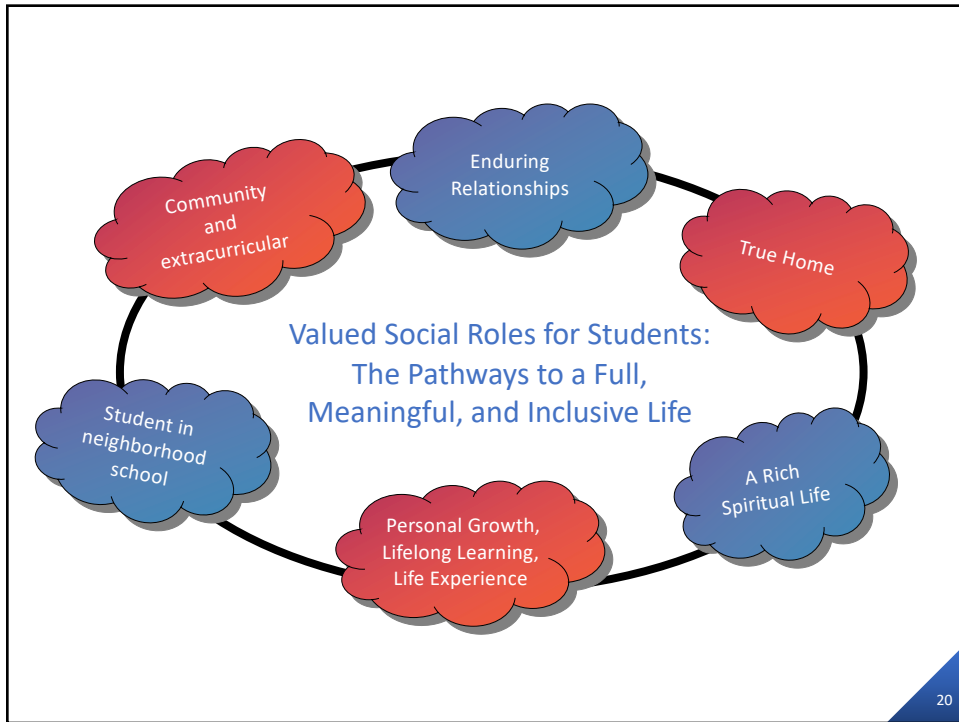 Enduring
Relationships
Community
and
extracurricular
True Home
Valued Social Roles for Students:
The Pathways to a Full,
Meaningful, and Inclusive Life
Student in
neighborhood
school
A Rich
Spiritual Life
Personal Growth,
Lifelong Learning,
Life Experience
20